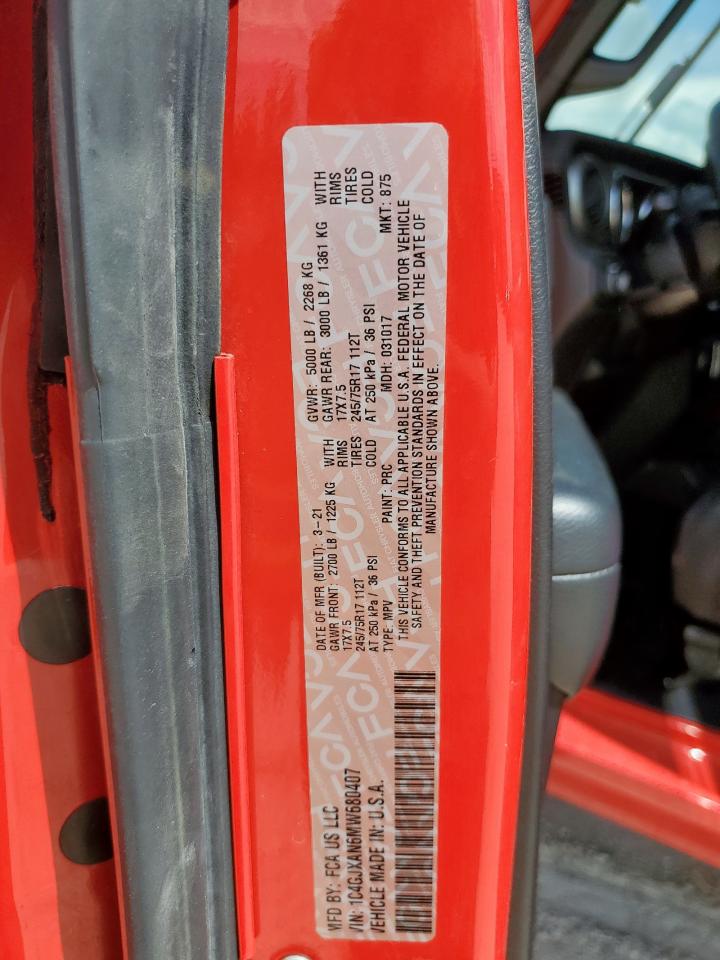 MFD BY: FCA US LLC
DATE OF MFR (BUILT): 3-21
GVWR: 5000 LB / 2268 KG
GAWR FRONT: 2700 LB / 1225 KG WITH
GAWR REAR: 3000 LB / 1361 KG WITH
17X7.5 RIMS
17X7.5 RIMS
245/75R17 112T TIRES
245/75R17 112T TIRES
AT 250 kPa / 36 PSI COLD
AT 250 kPa / 36 PSI COLD
VIN: 1C4GJXAN6MW680407
TYPE: MPV PAINT: PRC MDH: 031017 MKT: 875
VEHICLE MADE IN: U.S.A.
THIS VEHICLE CONFORMS TO ALL APPLICABLE U.S.A. FEDERAL MOTOR VEHICLE
SAFETY AND THEFT PREVENTION STANDARDS IN EFFECT ON THE DATE OF
MANUFACTURE SHOWN ABOVE.